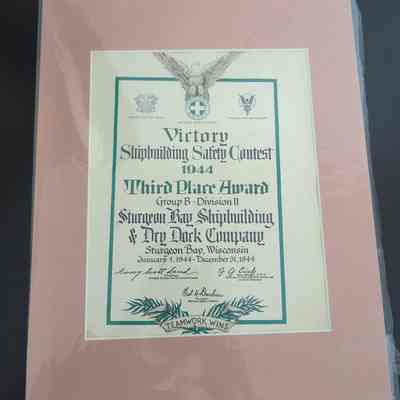 Victory
Shipbuilding Safety Contest
1944
Third Place Award
Group B - Division II
Sturgeon Bay Shipbuilding
& Dry Dock Company
Sturgeon Bay, Wisconsin
January 1, 1944 - December 31, 1944
TEAMWORK WINS